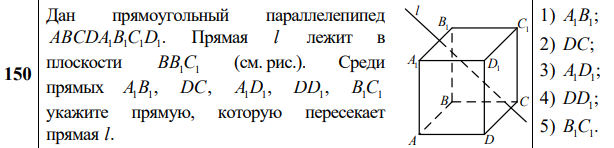 150
Дан прямоугольный параллелепипед
ABCDA₁B₁C₁D₁. Прямая l лежит в
плоскости BB₁C₁ (см. рис.). Среди
прямых A₁B₁, DC, A₁D₁, DD₁, B₁C
укажите прямую, которую пересекает
прямая l.
l
B₁
C₁
A₁
D₁
B
C
A
D
1) A₁B₁;
2) DC;
3) A₁D₁;
4) DD₁;
5) B₁C₁.